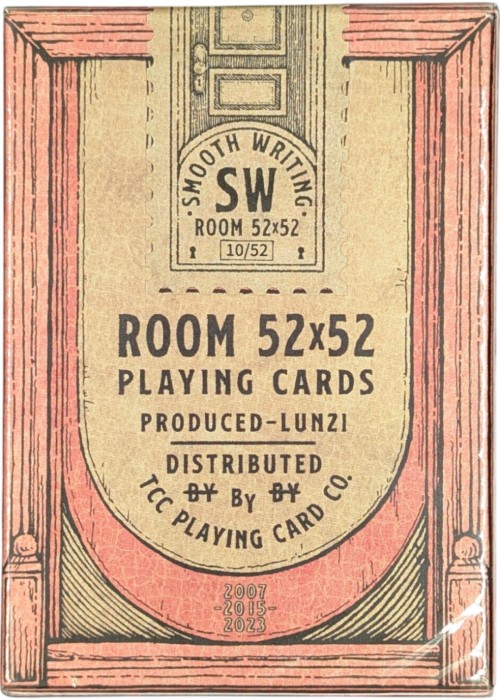 ·SMOOTH WRITING·
SW
ROOM 52x52
10/52
ROOM 52x52
PLAYING CARDS
PRODUCED-LUNZI
DISTRIBUTED
BY By BY
TCC PLAYING CARD CO.
2007
-2015-
2023